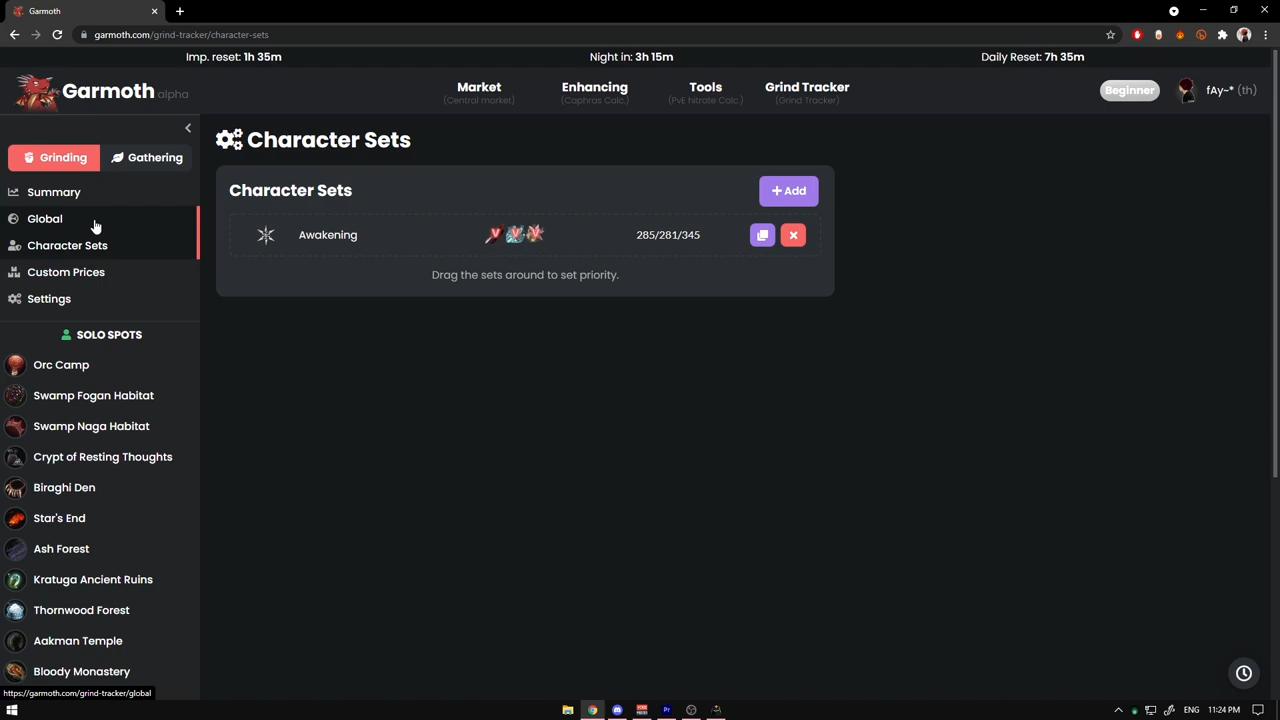 Garmoth
garmoth.com/grind-tracker/character-sets
Imp. reset: 1h 35m
Night in: 3h 15m
Daily Reset: 7h 35m
Garmoth alpha
Market
(Central market)
Enhancing
(Caphras Calc.)
Tools
(PvE Nitrate Calc.)
Grind Tracker
(Grind Tracker)
Beginner
fAy~* (th)
Grinding
Gathering
Summary
Global
Character Sets
Custom Prices
Settings
SOLO SPOTS
Orc Camp
Swamp Fogan Habitat
Swamp Naga Habitat
Crypt of Resting Thoughts
Biraghi Den
Star's End
Ash Forest
Kratuga Ancient Ruins
Thornwood Forest
Aakman Temple
Bloody Monastery
Character Sets
Character Sets
+ Add
Awakening
V V V
285/281/345
Drag the sets around to set priority.
https://garmoth.com/grind-tracker/global
ENG
11:24 PM